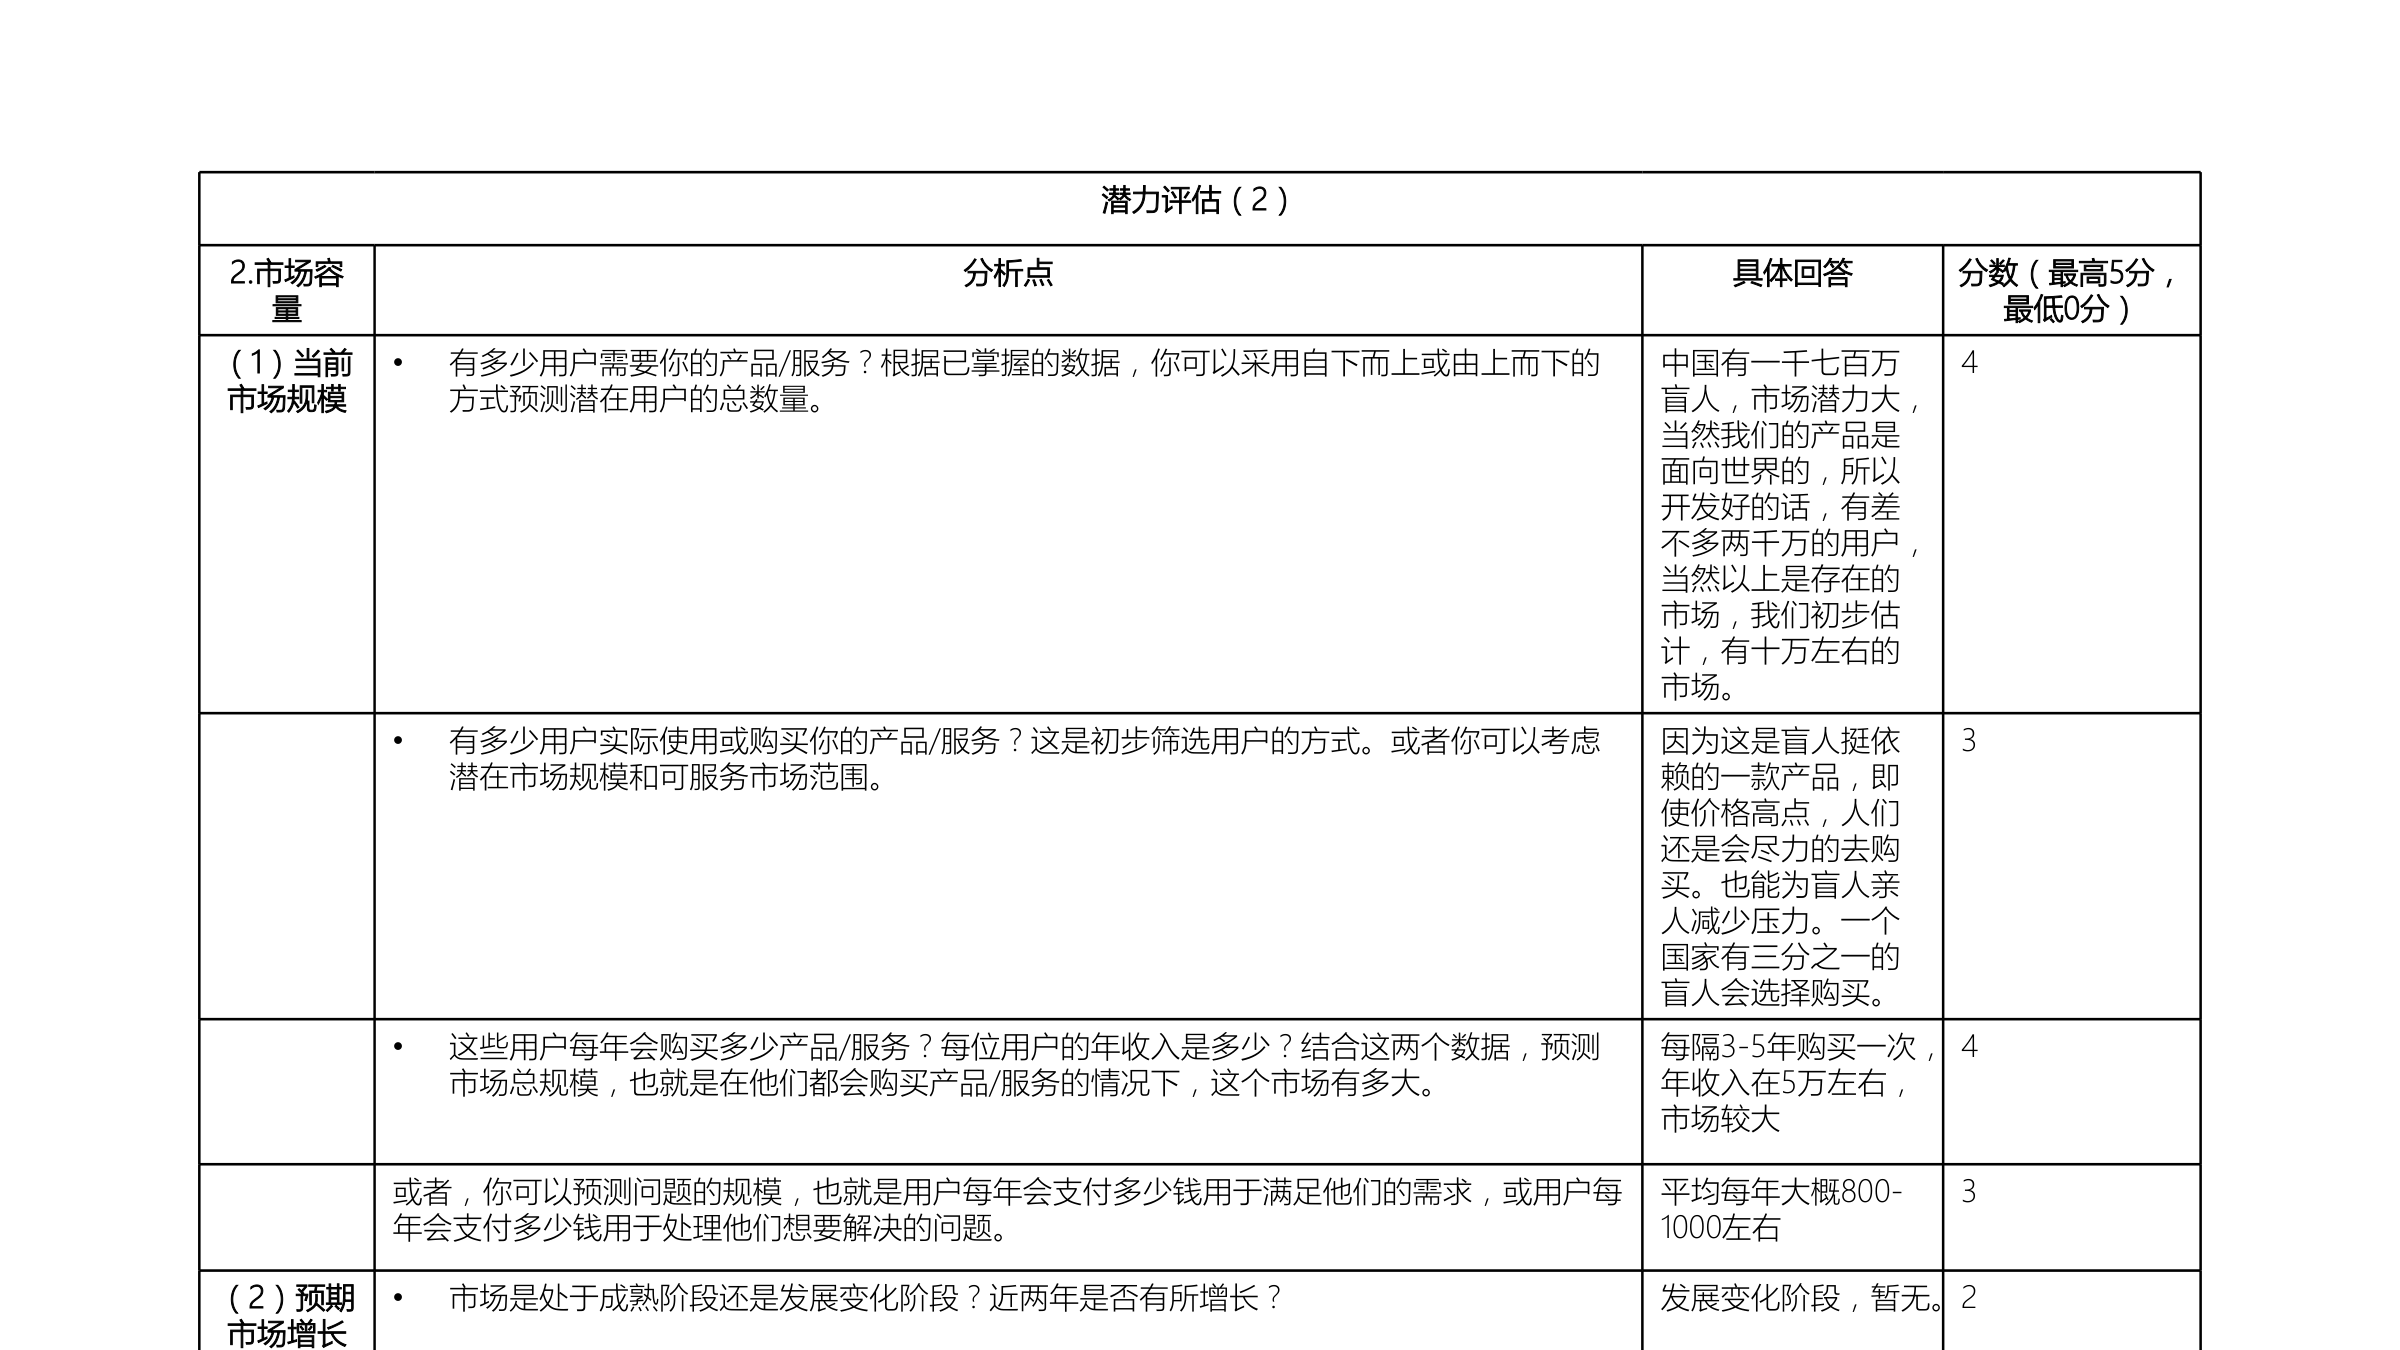 潜力评估（2）
2.市场容
量
分析点
具体回答
分数（最高5分，
最低0分）
（1）当前
市场规模
• 有多少用户需要你的产品/服务？根据已掌握的数据，你可以采用自下而上或由上而下的
方式预测潜在用户的总数量。
中国有一千七百万
盲人，市场潜力大，
当然我们的产品是
面向世界的，所以
开发好的话，有差
不多两千万的用户，
当然以上是存在的
市场，我们初步估
计，有十万左右的
市场。
4
• 有多少用户实际使用或购买你的产品/服务？这是初步筛选用户的方式。或者你可以考虑
潜在市场规模和可服务市场范围。
因为这是盲人挺依
赖的一款产品，即
使价格高点，人们
还是会尽力的去购
买。也能为盲人亲
人减少压力。一个
国家有三分之一的
盲人会选择购买。
3
• 这些用户每年会购买多少产品/服务？每位用户的年收入是多少？结合这两个数据，预测
市场总规模，也就是在他们都会购买产品/服务的情况下，这个市场有多大。
每隔3-5年购买一次，
年收入在5万左右，
市场较大
4
或者，你可以预测问题的规模，也就是用户每年会支付多少钱用于满足他们的需求，或用户每
年会支付多少钱用于处理他们想要解决的问题。
平均每年大概800-
1000左右
3
（2）预期
市场增长
• 市场是处于成熟阶段还是发展变化阶段？近两年是否有所增长？
发展变化阶段，暂无。
2